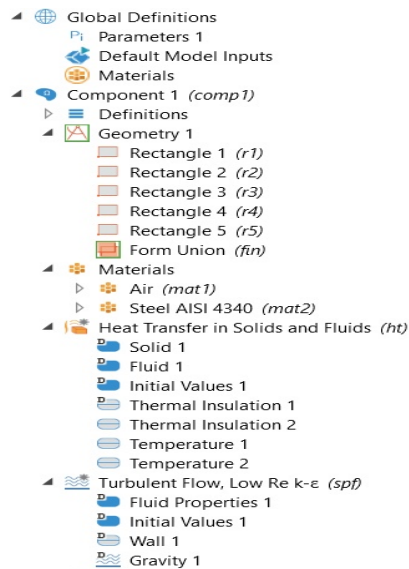 Global Definitions
Pi Parameters 1
Default Model Inputs
Materials
Component 1 (comp1)
Definitions
Geometry 1
Rectangle 1 (r1)
Rectangle 2 (r2)
Rectangle 3 (r3)
Rectangle 4 (r4)
Rectangle 5 (r5)
Form Union (fin)
Materials
Air (mat1)
Steel AISI 4340 (mat2)
Heat Transfer in Solids and Fluids (ht)
D Solid 1
D Fluid 1
D Initial Values 1
D Thermal Insulation 1
Thermal Insulation 2
Temperature 1
Temperature 2
Turbulent Flow, Low Re k-ε (spf)
D Fluid Properties 1
D Initial Values 1
D Wall 1
D Gravity 1